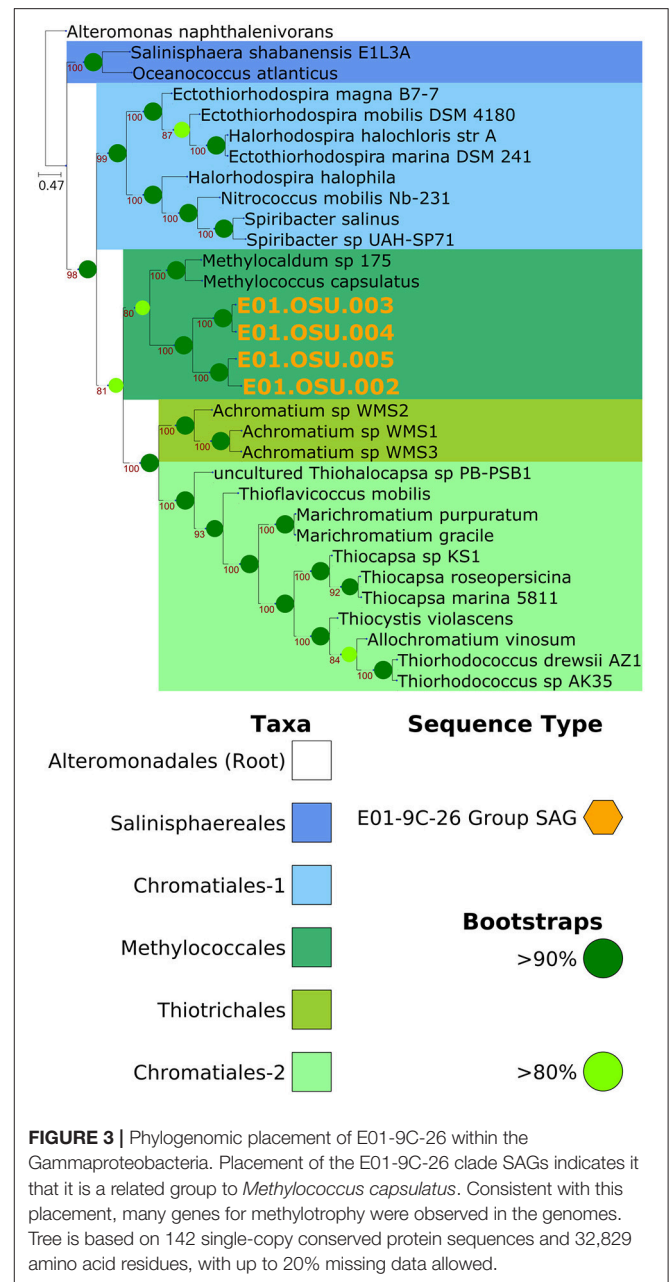 Alteromonas naphthalenivorans
Salinisphaera shabanensis E1L3A
100
Oceanococcus atlanticus
Ectothiorhodospira magna B7-7
100
Ectothiorhodospira mobilis DSM 4180
87
Halorhodospira halochloris str A
99
100
Ectothiorhodospira marina DSM 241
0.47
Halorhodospira halophila
100
Nitrococcus mobilis Nb-231
100
Spiribacter salinus
100
Spiribacter sp UAH-SP71
Methylocaldum sp 175
98
100
Methylococcus capsulatus
E01.OSU.003
80
100
E01.OSU.004
100
E01.OSU.005
100
E01.OSU.002
81
Achromatium sp WMS2
100
Achromatium sp WMS1
100
Achromatium sp WMS3
100
uncultured Thiohalocapsa sp PB-PSB1
100
Thioflavicoccus mobilis
93
Marichromatium purpuratum
100
Marichromatium gracile
Thiocapsa sp KS1
100
100
Thiocapsa roseopersicina
92
Thiocapsa marina 5811
100
Thiocystis violascens
100
Allochromatium vinosum
84
Thiorhodococcus drewsii AZ1
100
Thiorhodococcus sp AK35
Taxa
Alteromonadales (Root)
Salinisphaereales
Chromatiales-1
Methylococcales
Thiotrichales
Chromatiales-2
Sequence Type
E01-9C-26 Group SAG
Bootstraps
>90%
>80%
FIGURE 3 | Phylogenomic placement of E01-9C-26 within the
Gammaproteobacteria. Placement of the E01-9C-26 clade SAGs indicates it
that it is a related group to Methylococcus capsulatus. Consistent with this
placement, many genes for methylotrophy were observed in the genomes.
Tree is based on 142 single-copy conserved protein sequences and 32,829
amino acid residues, with up to 20% missing data allowed.